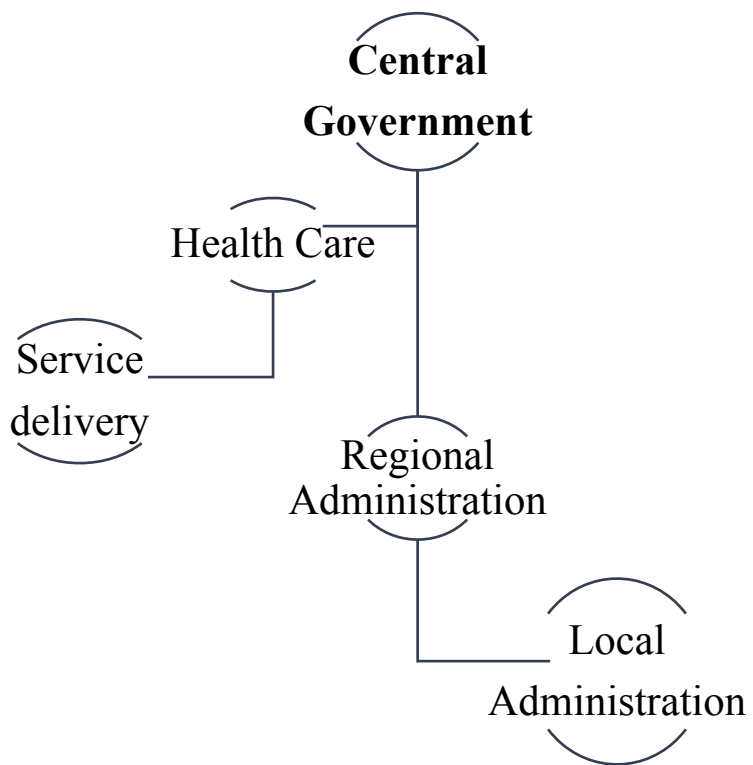 Central
Government
Health Care
Service
delivery
Regional
Administration
Local
Administration